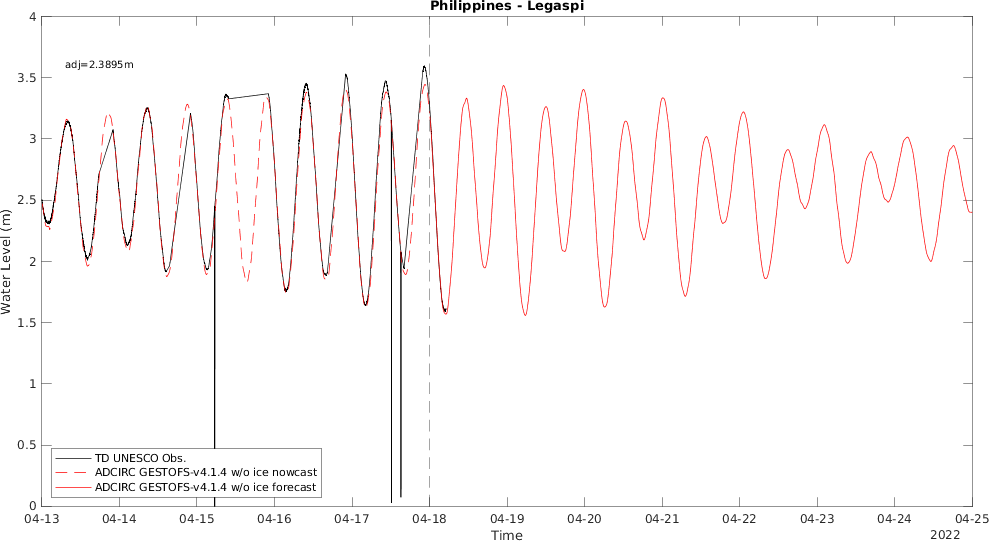 Philippines - Legaspi
4
adj=2.3895m
3.5
3
2.5
2
1.5
1
0.5
0
Water Level (m)
TD UNESCO Obs.
ADCIRC GESTOFS-v4.1.4 w/o ice nowcast
ADCIRC GESTOFS-v4.1.4 w/o ice forecast
04-13 04-14 04-15 04-16 04-17 04-18 04-19 04-20 04-21 04-22 04-23 04-24 04-25
Time
2022